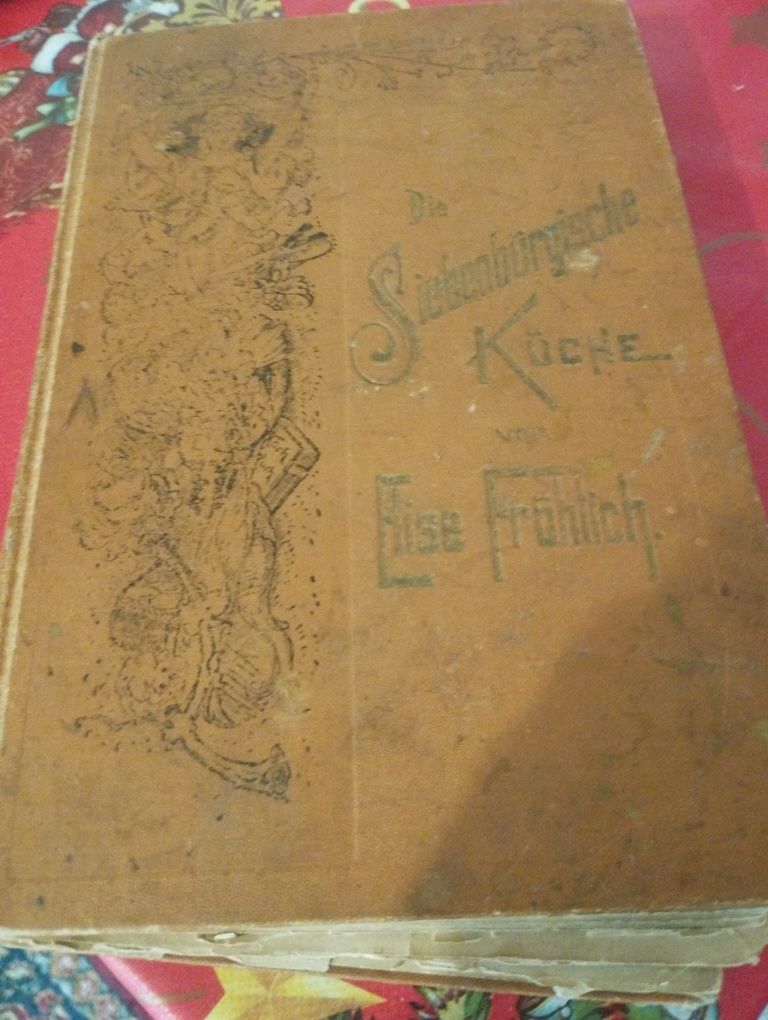 Die
Siebenbürgische
KÜCHE
von
Elise Fröhlich.